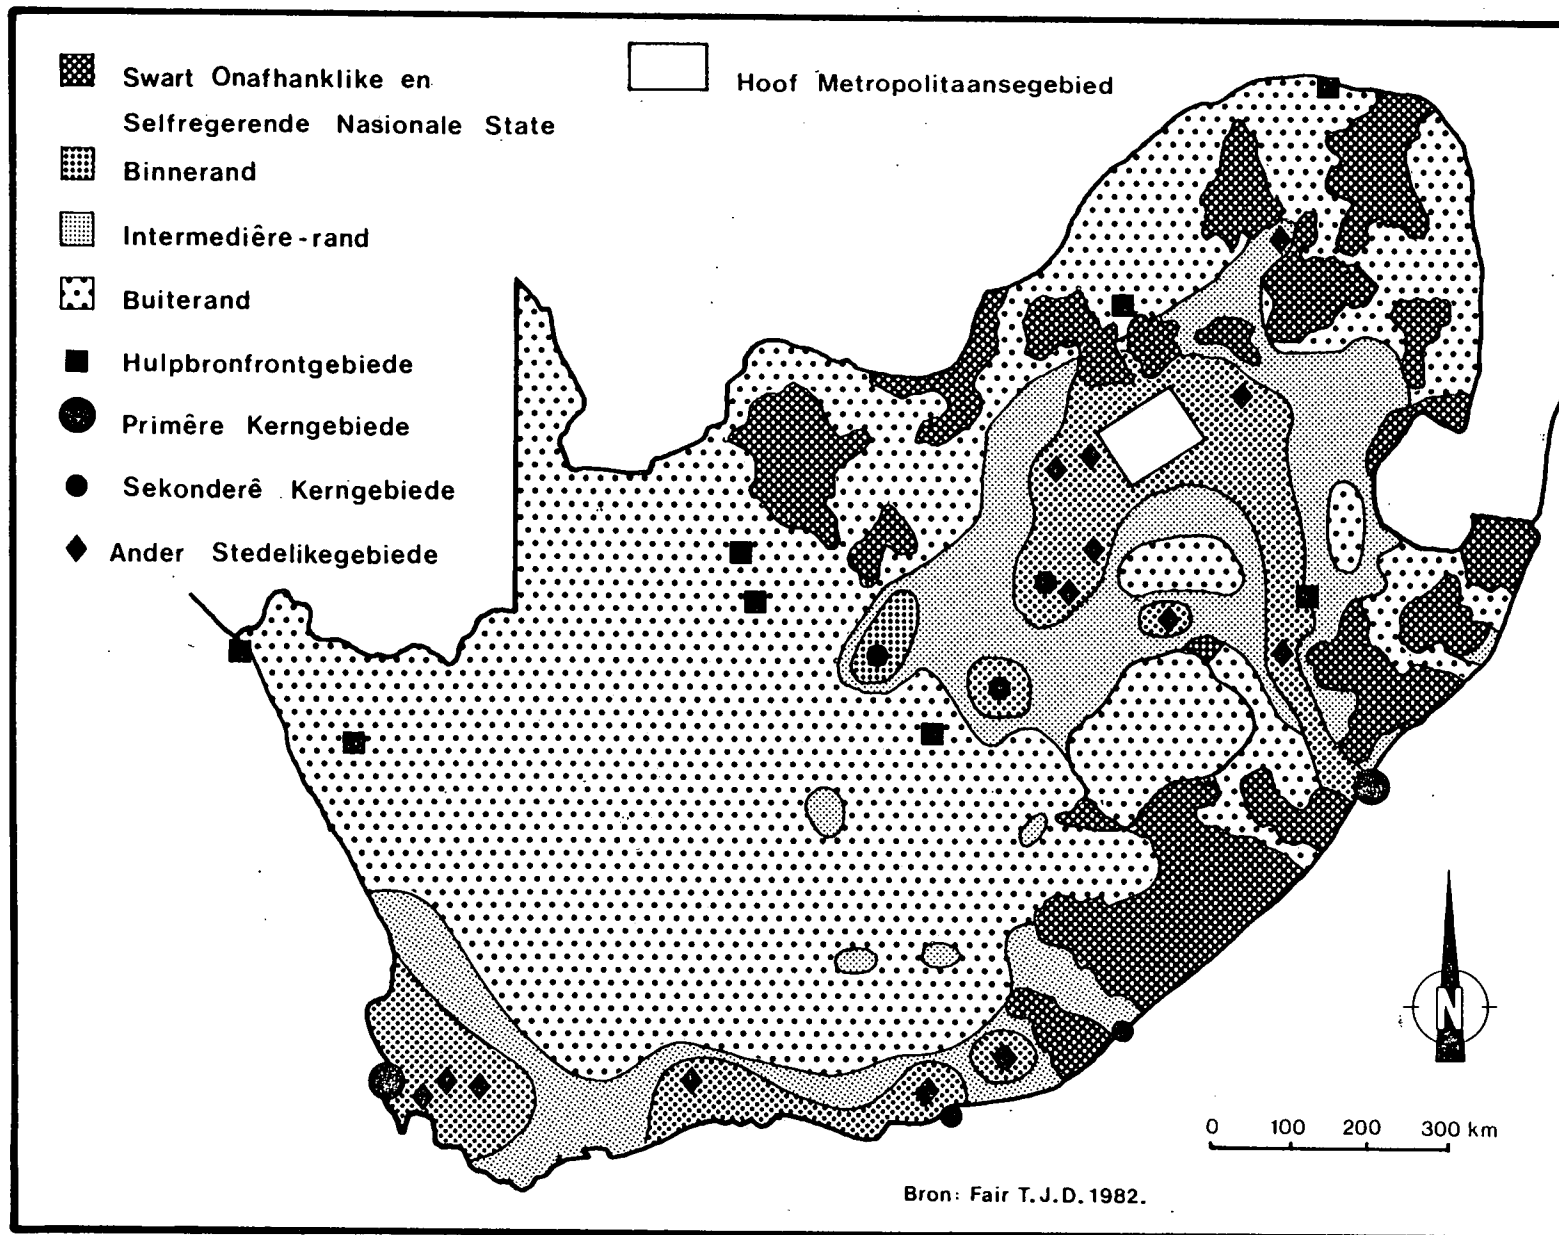 Swart Onafhanklike en
Selfregerende Nasionale State
Binnerand
Intermediêre-rand
Buiterand
Hulpbronfrontgebiede
Primêre Kerngebiede
Sekonderê Kerngebiede
Ander Stedelikegebiede
Hoof Metropolitaansegebied
N
0 100 200 300 km
Bron: Fair T.J.D. 1982.